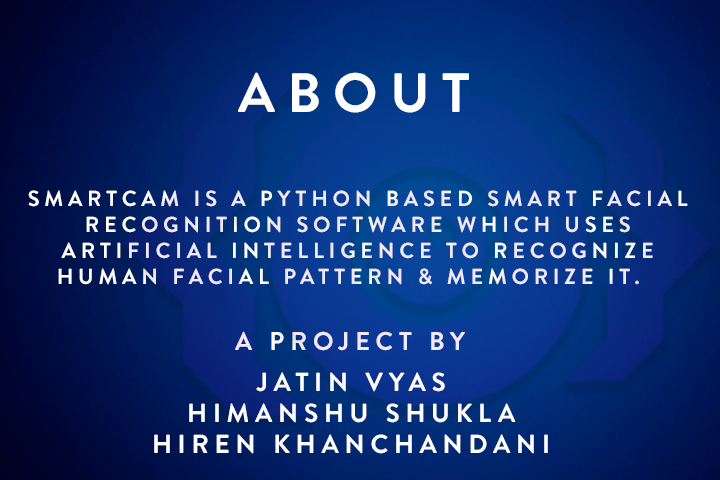 ABOUT
SMARTCAM IS A PYTHON BASED SMART FACIAL
RECOGNITION SOFTWARE WHICH USES
ARTIFICIAL INTELLIGENCE TO RECOGNIZE
HUMAN FACIAL PATTERN & MEMORIZE IT.
A PROJECT BY
JATIN VYAS
HIMANSHU SHUKLA
HIREN KHANCHANDANI